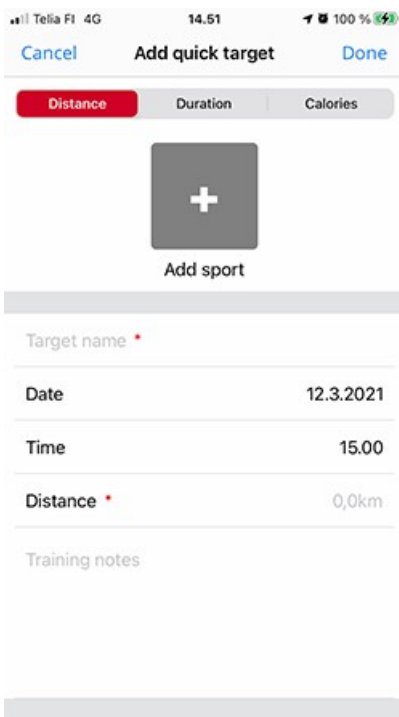 Telia FI 4G 14.51 100 %
Cancel Add quick target Done
Distance Duration Calories
Add sport
Target name *
Date 12.3.2021
Time 15.00
Distance * 0,0km
Training notes